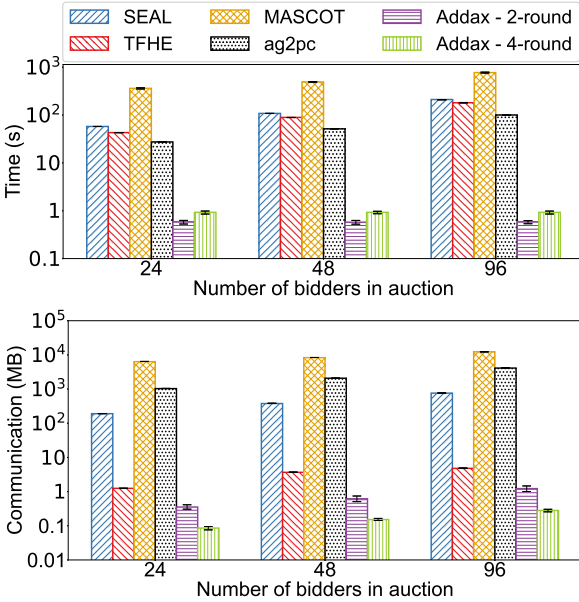 SEAL MASCOT Addax - 2-round
TFHE ag2pc Addax - 4-round
10³
10²
10
1
0.1
Time (s)
24 48 96
Number of bidders in auction
10⁵
10⁴
10³
10²
10
1
0.1
0.01
Communication (MB)
24 48 96
Number of bidders in auction